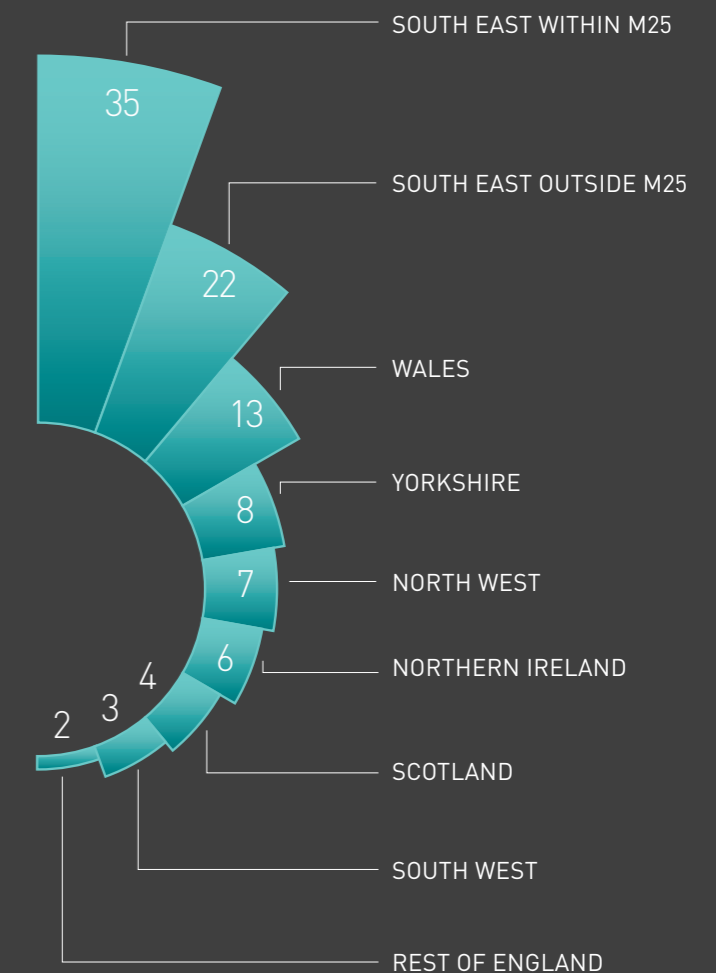 SOUTH EAST WITHIN M25
35
SOUTH EAST OUTSIDE M25
22
WALES
13
YORKSHIRE
8
NORTH WEST
7
NORTHERN IRELAND
6
SCOTLAND
4
SOUTH WEST
3
REST OF ENGLAND
2